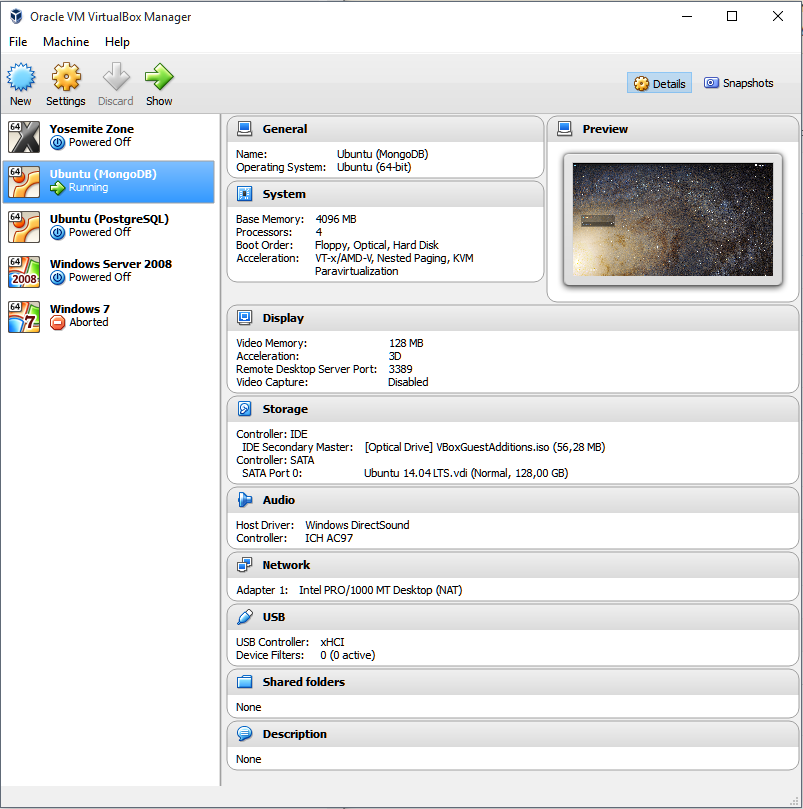 Oracle VM VirtualBox Manager
File Machine Help
New Settings Discard Show
Details Snapshots
64
Yosemite Zone
Powered Off
64
Ubuntu (MongoDB)
Running
64
Ubuntu (PostgreSQL)
Powered Off
64
2008
Windows Server 2008
Powered Off
64
7
Windows 7
Aborted
General
Name: Ubuntu (MongoDB)
Operating System: Ubuntu (64-bit)
Preview
System
Base Memory: 4096 MB
Processors: 4
Boot Order: Floppy, Optical, Hard Disk
Acceleration: VT-x/AMD-V, Nested Paging, KVM
Paravirtualization
Display
Video Memory: 128 MB
Acceleration: 3D
Remote Desktop Server Port: 3389
Video Capture: Disabled
Storage
Controller: IDE
IDE Secondary Master: [Optical Drive] VBoxGuestAdditions.iso (56,28 MB)
Controller: SATA
SATA Port 0: Ubuntu 14.04 LTS.vdi (Normal, 128,00 GB)
Audio
Host Driver: Windows DirectSound
Controller: ICH AC97
Network
Adapter 1: Intel PRO/1000 MT Desktop (NAT)
USB
USB Controller: xHCI
Device Filters: 0 (0 active)
Shared folders
None
Description
None